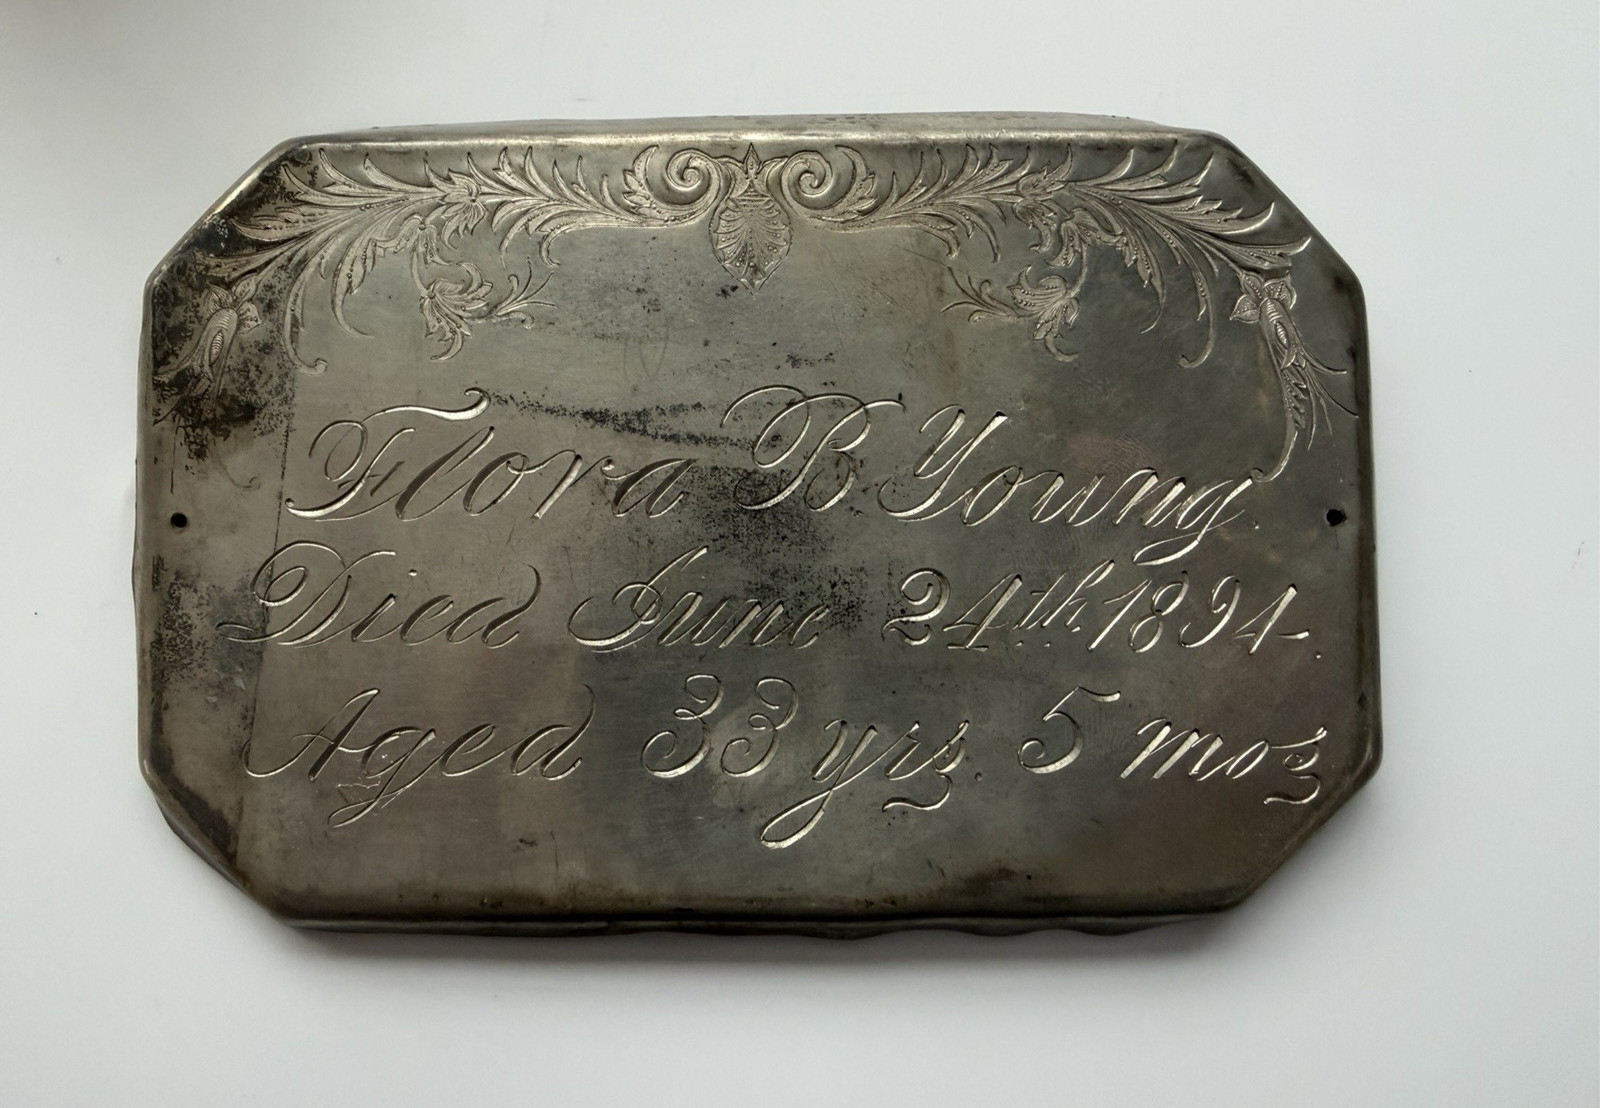 Flora B. Young.
Died June 24th 1894.
Aged 33 yrs. 5 mos